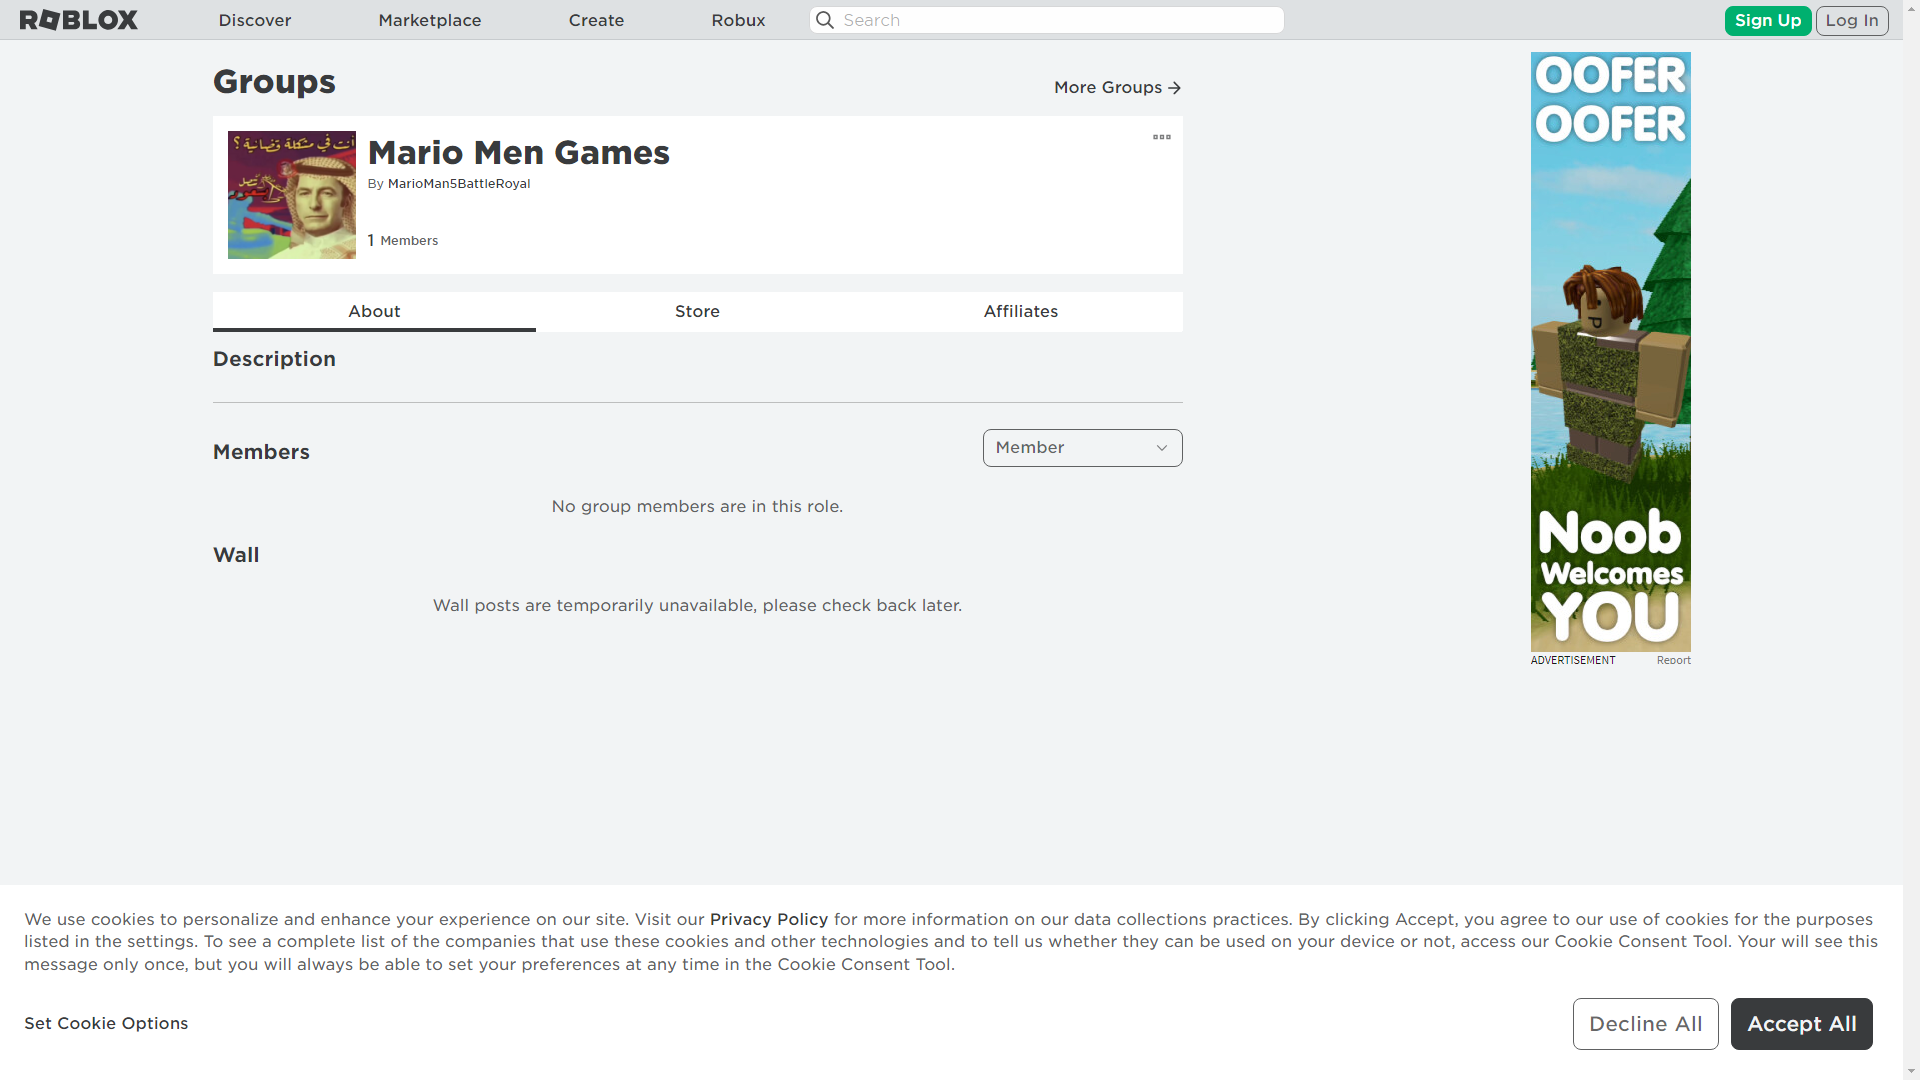 ROBLOX
Discover
Marketplace
Create
Robux
Search
Sign Up
Log In
Groups
More Groups
أنت في مشكلة قضائية ؟
Mario Men Games
By MarioMan5BattleRoyal
1 Members
About
Store
Affiliates
Description
Members
Member
No group members are in this role.
Wall
Wall posts are temporarily unavailable, please check back later.
OOFER
OOFER
Noob
Welcomes
YOU
ADVERTISEMENT
Report
We use cookies to personalize and enhance your experience on our site. Visit our Privacy Policy for more information on our data collections practices. By clicking Accept, you agree to our use of cookies for the purposes
listed in the settings. To see a complete list of the companies that use these cookies and other technologies and to tell us whether they can be used on your device or not, access our Cookie Consent Tool. Your will see this
message only once, but you will always be able to set your preferences at any time in the Cookie Consent Tool.
Set Cookie Options
Decline All
Accept All